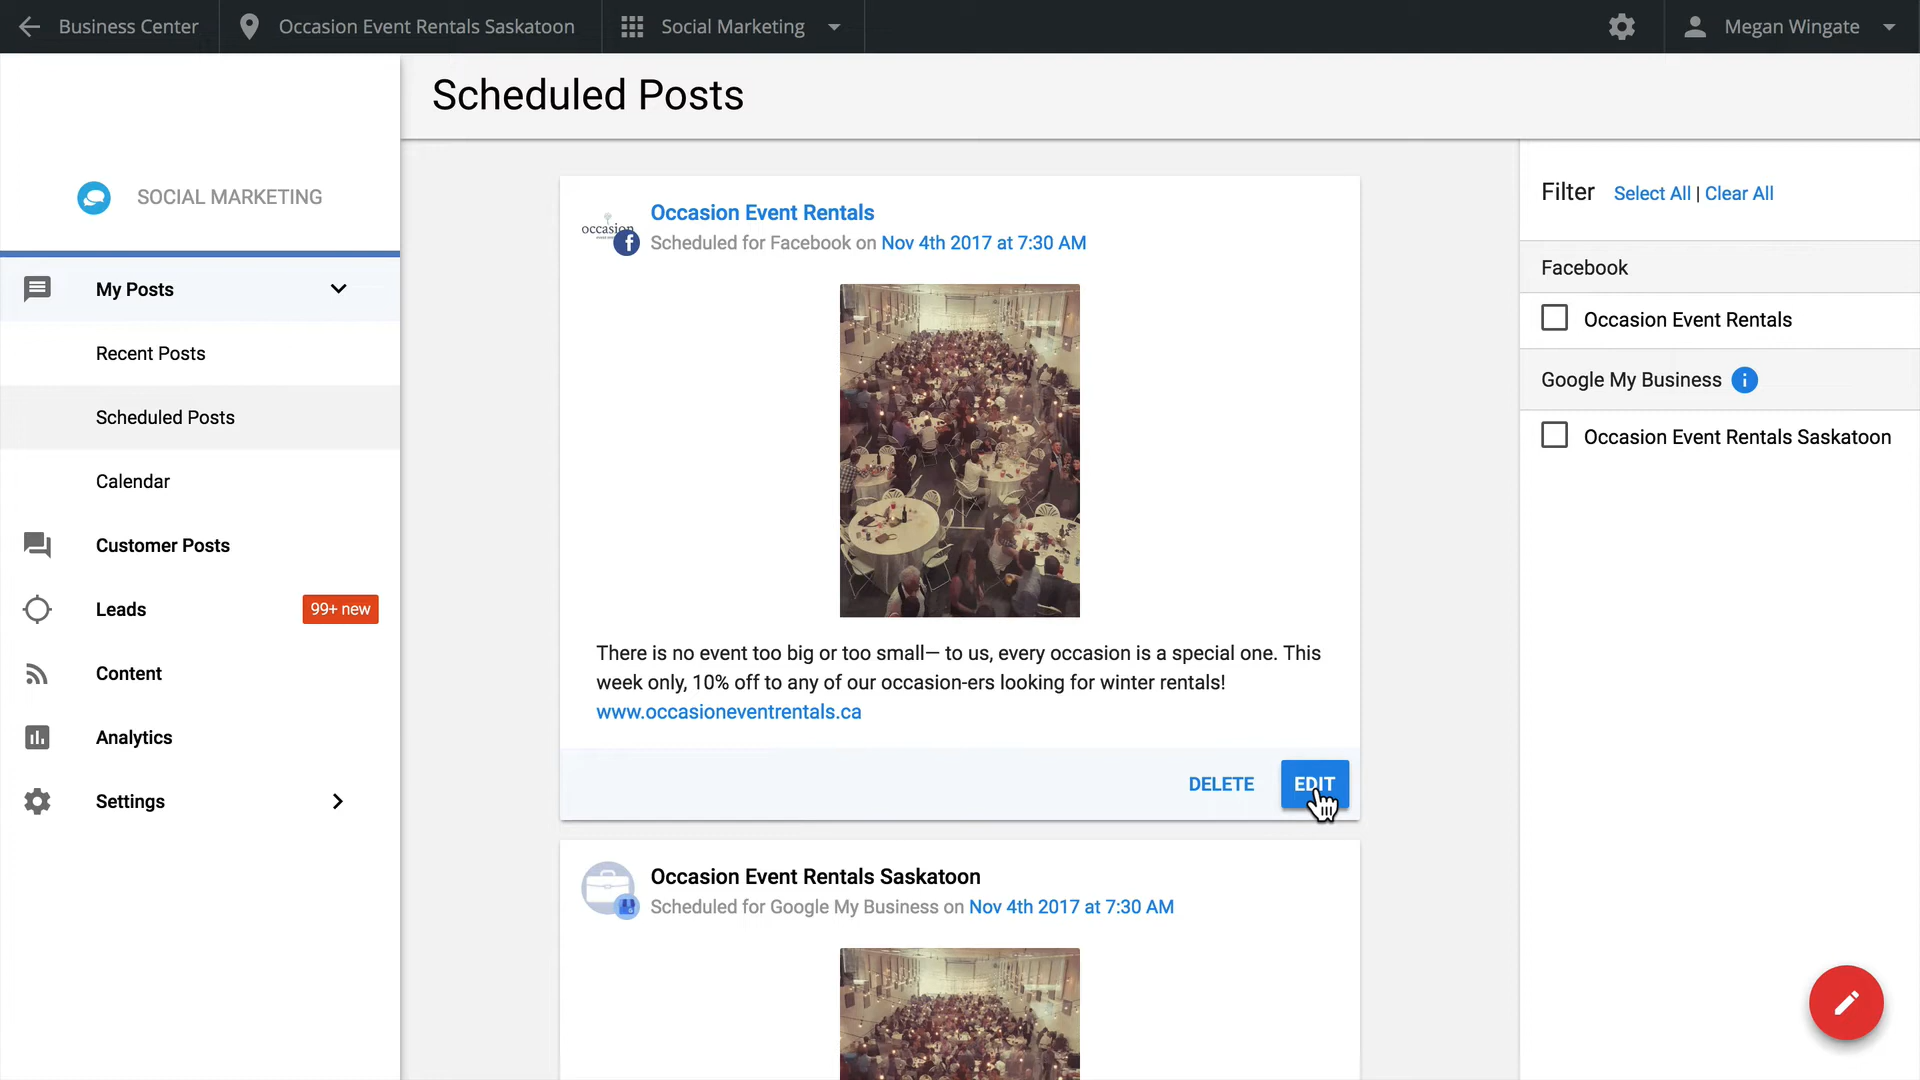 Business Center
Occasion Event Rentals Saskatoon
Social Marketing
Megan Wingate
Scheduled Posts
SOCIAL MARKETING
My Posts
Recent Posts
Scheduled Posts
Calendar
Customer Posts
Leads
99+ new
Content
Analytics
Settings
occasion
Occasion Event Rentals
Scheduled for Facebook on Nov 4th 2017 at 7:30 AM
There is no event too big or too small— to us, every occasion is a special one. This
week only, 10% off to any of our occasion-ers looking for winter rentals!
www.occasioneventrentals.ca
DELETE
EDIT
Occasion Event Rentals Saskatoon
Scheduled for Google My Business on Nov 4th 2017 at 7:30 AM
Filter Select All | Clear All
Facebook
Occasion Event Rentals
Google My Business
Occasion Event Rentals Saskatoon